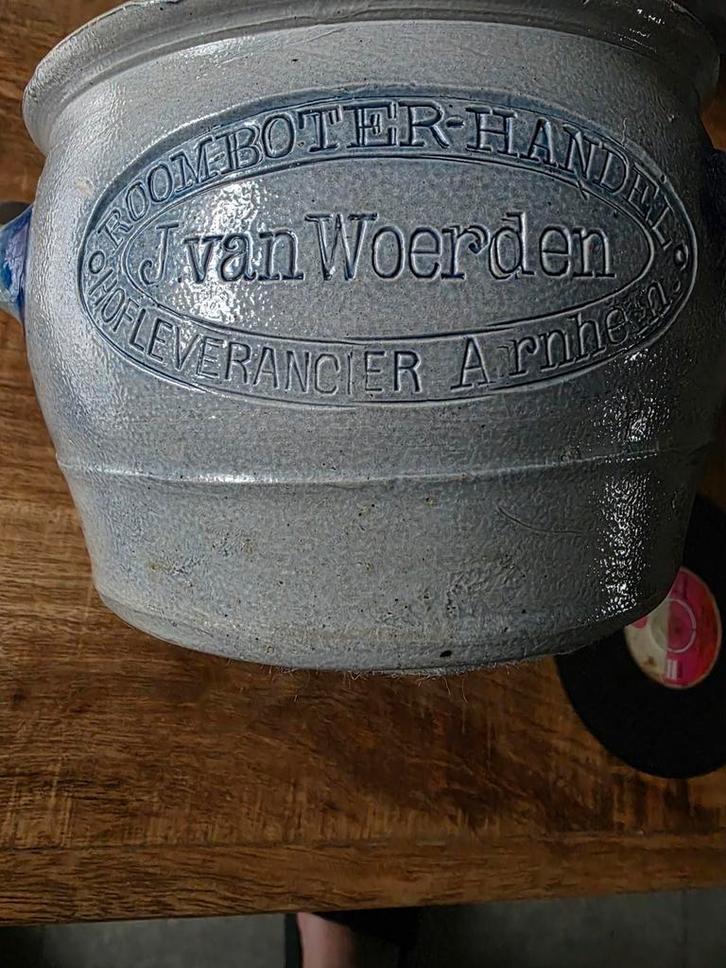 ROOMBOTER-HANDEL
J. van Woerden
HOFLEVERANCIER Arnhem.